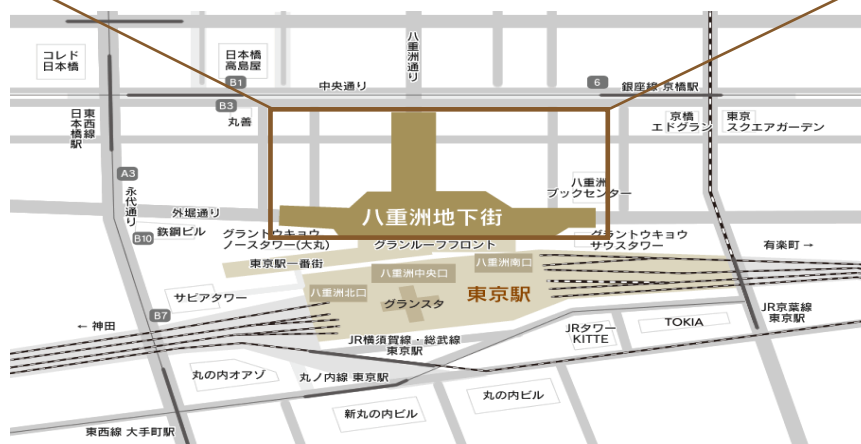 コレド
日本橋
日本橋
高島屋
八重洲通り
B1
中央通り
6
銀座線 京橋駅
B3
丸善
東西線
日本橋駅
京橋
エドグラン
東京
スクエアガーデン
A3
永代通り
八重洲
ブックセンター
外堀通り
八重洲地下街
B10
鉄鋼ビル
グラントウキョウ
ノースタワー(大丸)
グランルーフフロント
グラントウキョウ
サウスタワー
有楽町 →
東京駅一番街
八重洲中央口
八重洲南口
サピアタワー
八重洲北口
グランスタ
東京駅
B7
← 神田
JR横須賀線・総武線
東京駅
JRタワー
KITTE
TOKIA
JR京葉線
東京駅
丸の内オアゾ
丸ノ内線 東京駅
丸の内ビル
新丸の内ビル
東西線 大手町駅